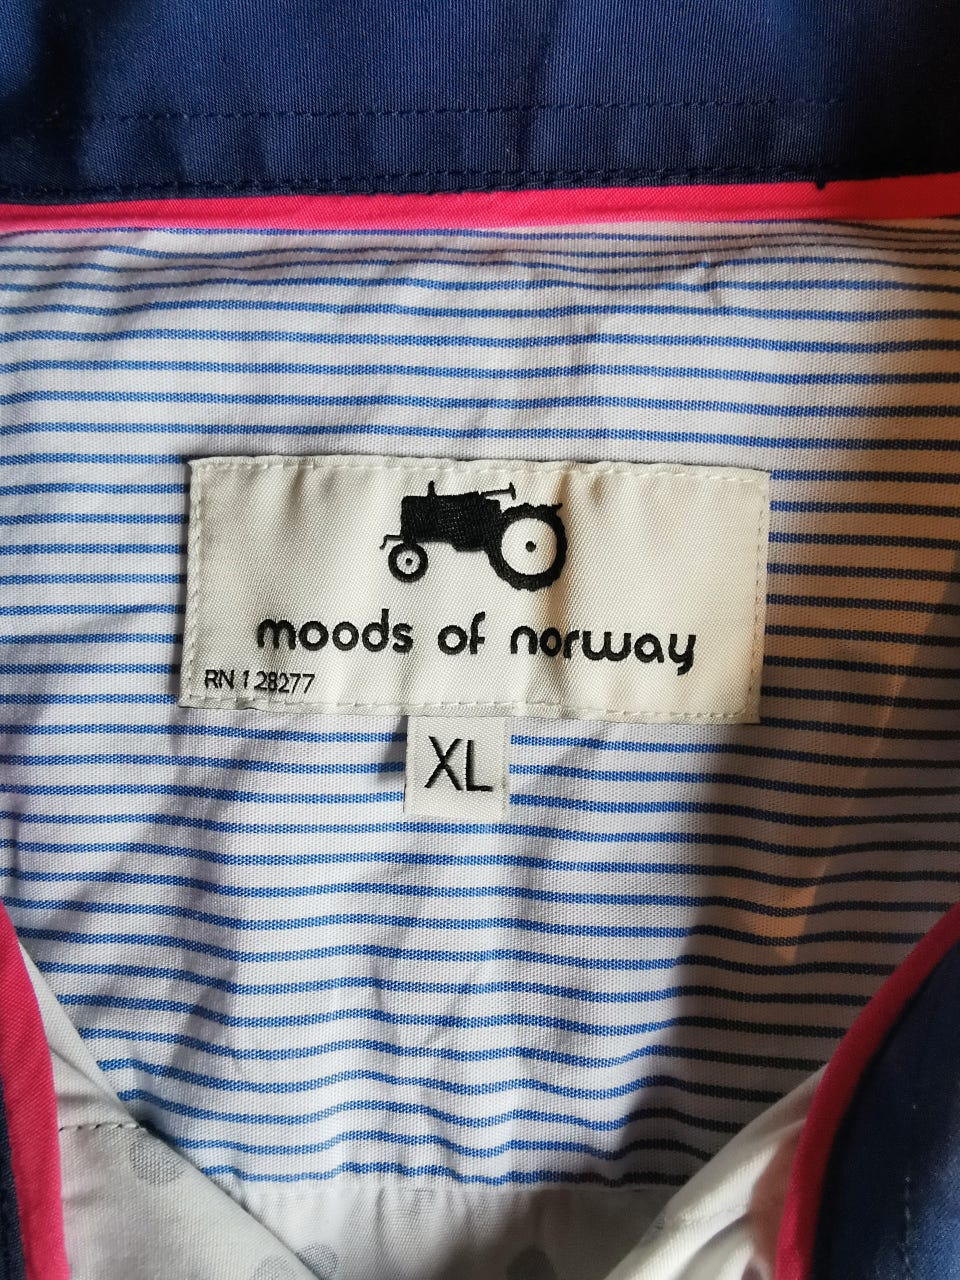 moods of norway
RN 128277
XL